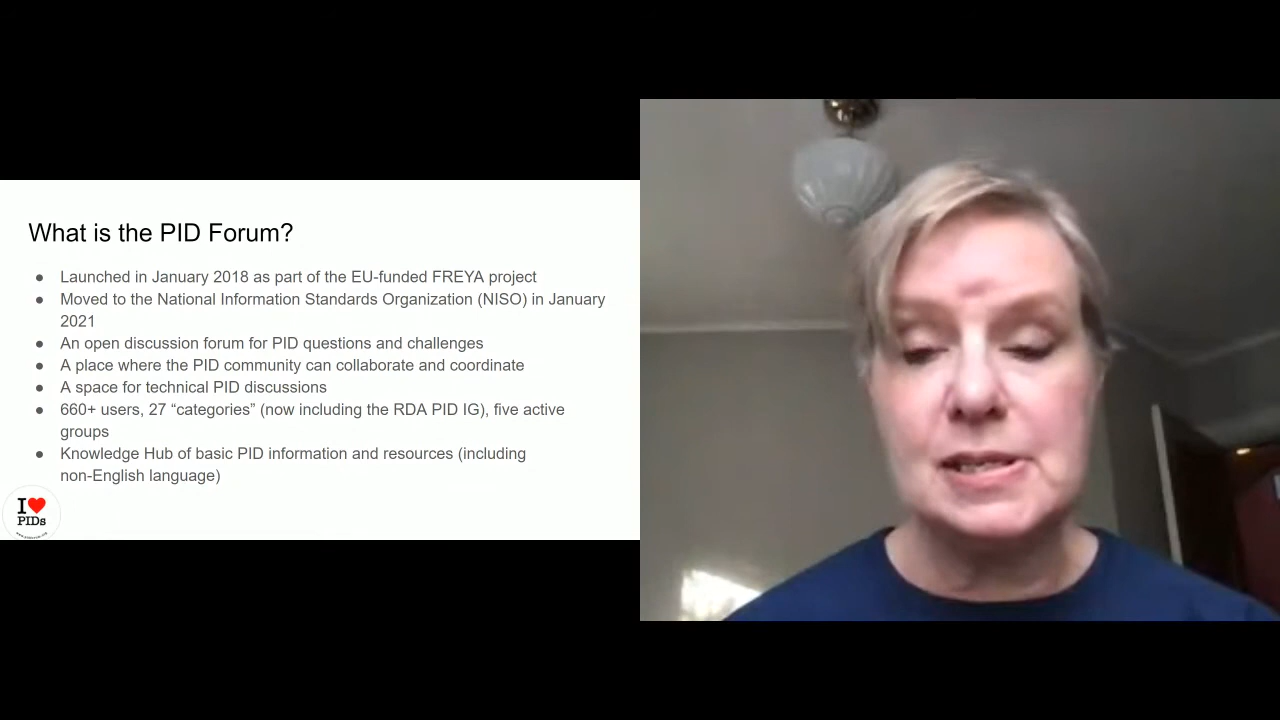 What is the PID Forum?
● Launched in January 2018 as part of the EU-funded FREYA project
● Moved to the National Information Standards Organization (NISO) in January
2021
● An open discussion forum for PID questions and challenges
● A place where the PID community can collaborate and coordinate
● A space for technical PID discussions
● 660+ users, 27 “categories” (now including the RDA PID IG), five active
groups
● Knowledge Hub of basic PID information and resources (including
non-English language)
I❤
PIDs